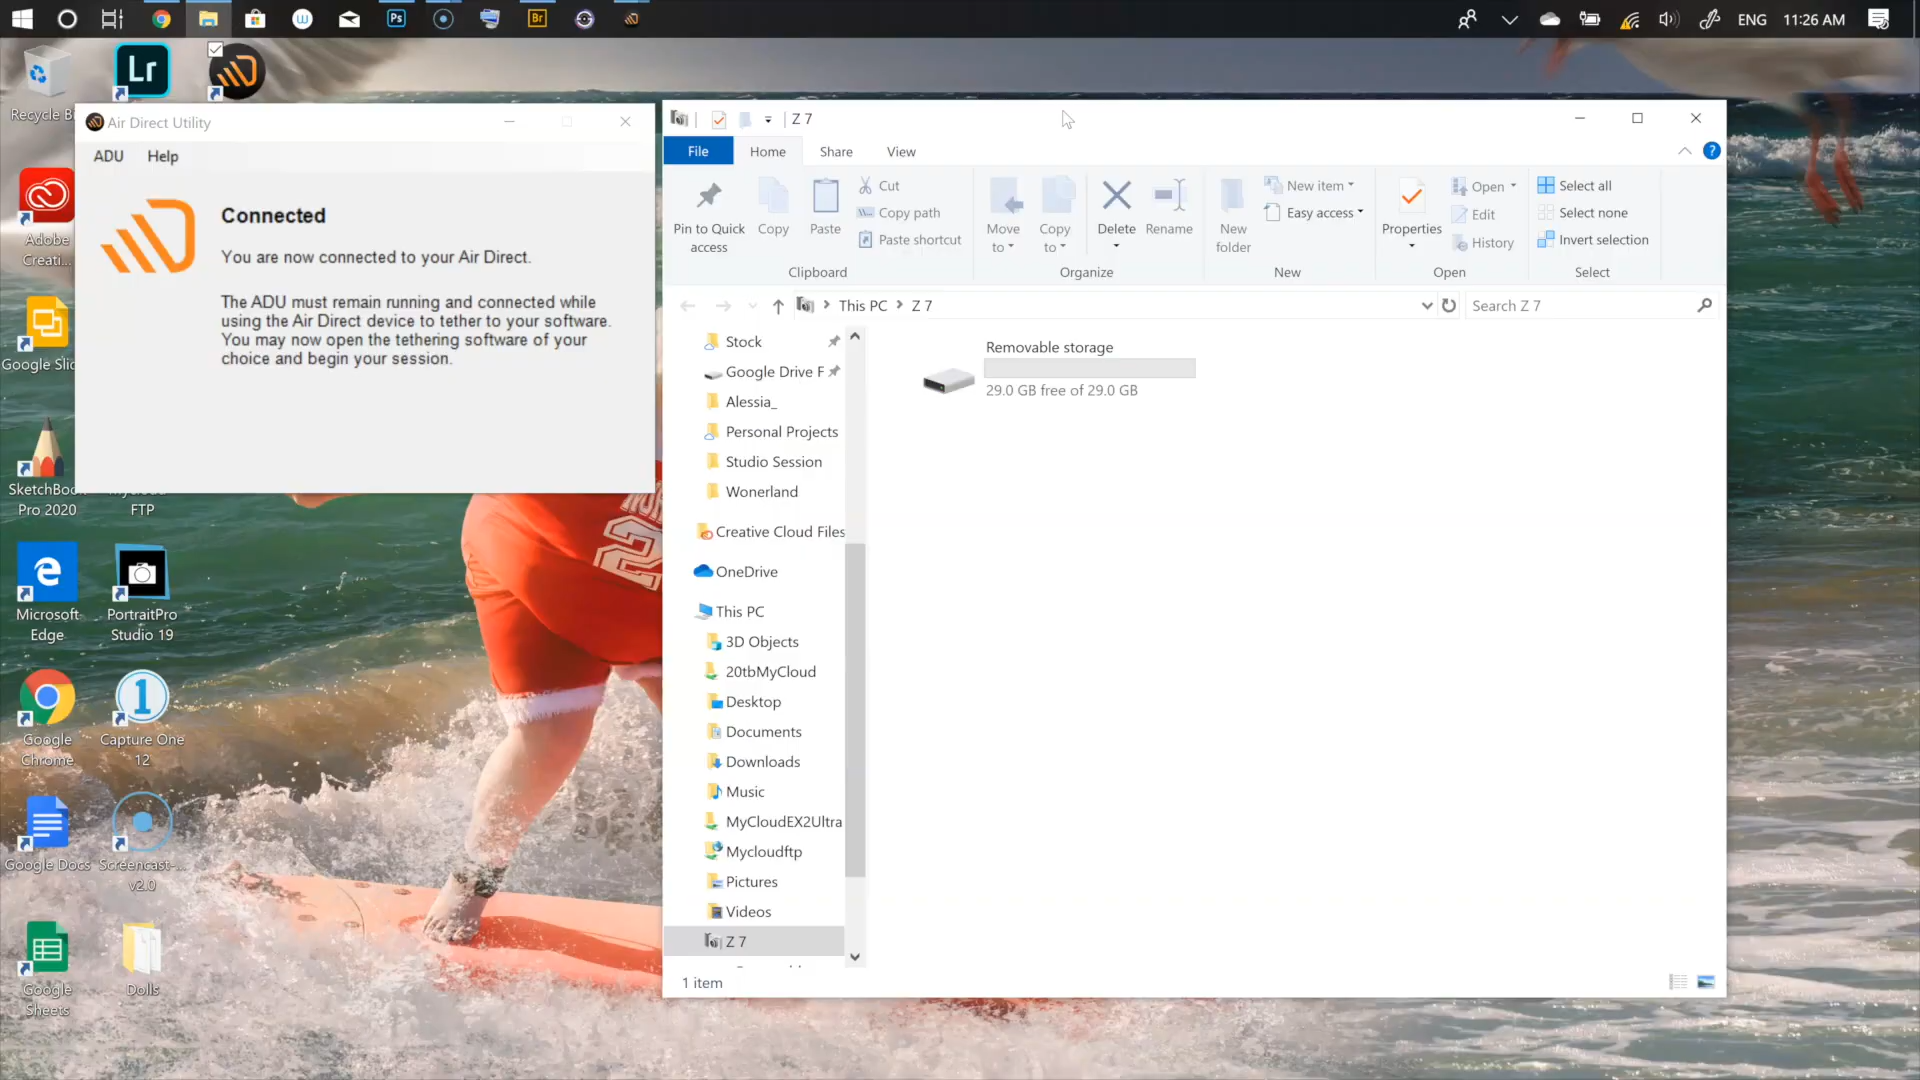 Ps
Br
ENG 11:26 AM
Lr
Recycle B
Adobe
Creati...
Google Slid
SketchBook
Pro 2020
FTP
Microsoft
Edge
PortraitPro
Studio 19
Google
Chrome
1
Capture One
12
Google Docs
Screencast-...
v2.0
Google
Sheets
Dolls
Air Direct Utility
ADU Help
Connected
You are now connected to your Air Direct.
The ADU must remain running and connected while
using the Air Direct device to tether to your software.
You may now open the tethering software of your
choice and begin your session.
Z 7
File Home Share View
?
Pin to Quick
access
Copy
Paste
Cut
Copy path
Paste shortcut
Clipboard
Move
to
Copy
to
Delete
Rename
Organize
New
folder
New item
Easy access
New
Properties
Open
Edit
History
Open
Select all
Select none
Invert selection
Select
This PC Z 7
Search Z 7
Stock
Google Drive F
Alessia_
Personal Projects
Studio Session
Wonerland
Creative Cloud Files
OneDrive
This PC
3D Objects
20tbMyCloud
Desktop
Documents
Downloads
Music
MyCloudEX2Ultra
Mycloudftp
Pictures
Videos
Z 7
Removable storage
29.0 GB free of 29.0 GB
1 item